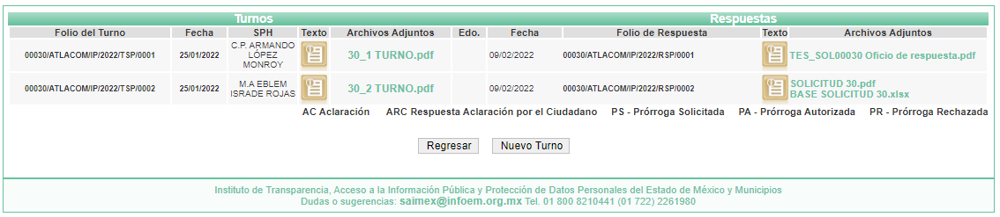 Turnos Respuestas
Folio del Turno Fecha SPH Texto Archivos Adjuntos Edo. Fecha Folio de Respuesta Texto Archivos Adjuntos
00030/ATLACOM/IP/2022/TSP/0001 25/01/2022 C.P. ARMANDO LÓPEZ MONROY 30_1 TURNO.pdf 09/02/2022 00030/ATLACOM/IP/2022/RSP/0001 TES_SOL00030 Oficio de respuesta.pdf
00030/ATLACOM/IP/2022/TSP/0002 25/01/2022 M.A EBLEM ISRADE ROJAS 30_2 TURNO.pdf 09/02/2022 00030/ATLACOM/IP/2022/RSP/0002 SOLICITUD 30.pdf
BASE SOLICITUD 30.xlsx
AC Aclaración ARC Respuesta Aclaración por el Ciudadano PS - Prórroga Solicitada PA - Prórroga Autorizada PR - Prórroga Rechazada
Regresar Nuevo Turno
Instituto de Transparencia, Acceso a la Información Pública y Protección de Datos Personales del Estado de México y Municipios
Dudas o sugerencias: saimex@infoem.org.mx Tel. 01 800 8210441 (01 722) 2261980